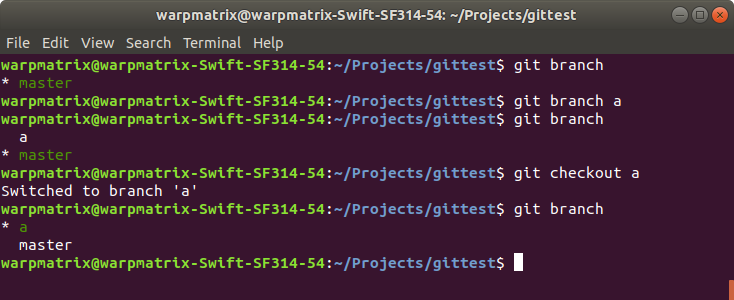 warpmatrix@warpmatrix-Swift-SF314-54: ~/Projects/gittest
File Edit View Search Terminal Help
warpmatrix@warpmatrix-Swift-SF314-54:~/Projects/gittest$ git branch
* master
warpmatrix@warpmatrix-Swift-SF314-54:~/Projects/gittest$ git branch a
warpmatrix@warpmatrix-Swift-SF314-54:~/Projects/gittest$ git branch
  a
* master
warpmatrix@warpmatrix-Swift-SF314-54:~/Projects/gittest$ git checkout a
Switched to branch 'a'
warpmatrix@warpmatrix-Swift-SF314-54:~/Projects/gittest$ git branch
* a
  master
warpmatrix@warpmatrix-Swift-SF314-54:~/Projects/gittest$